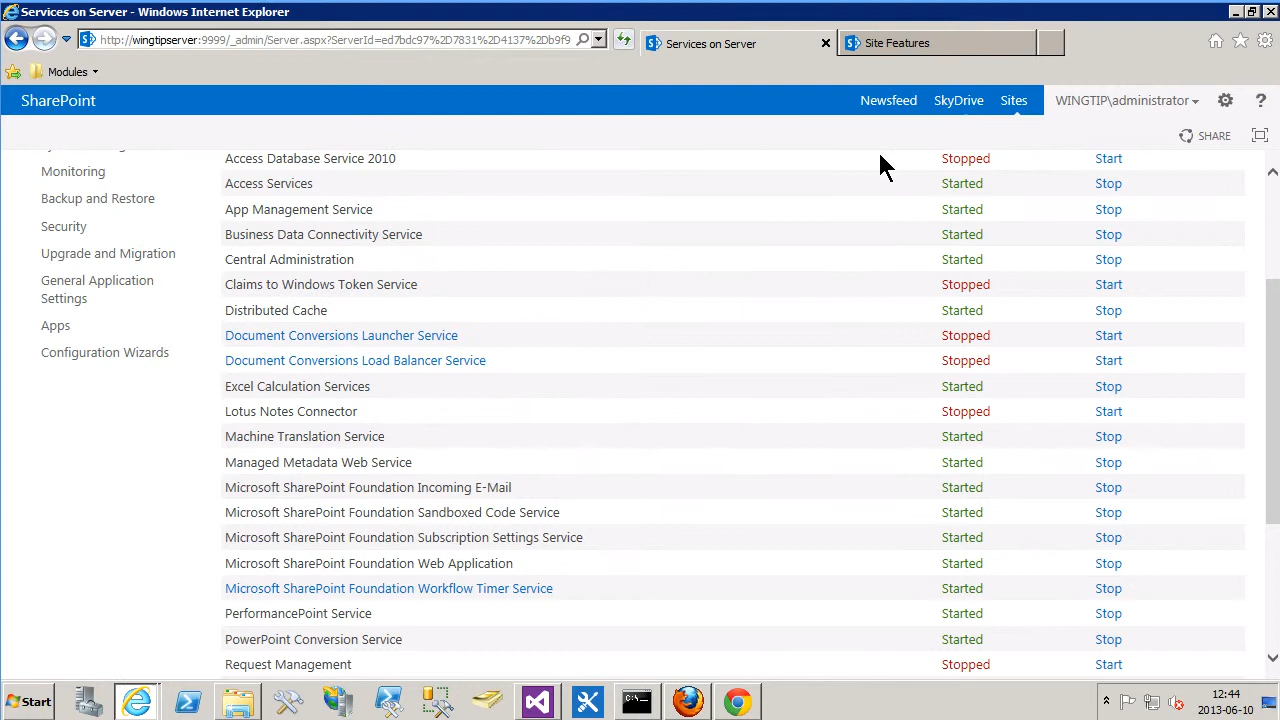 Services on Server - Windows Internet Explorer
http://wingtipserver:9999/_admin/Server.aspx?ServerId=ed7bdc97%2D7831%2D4137%2Db9f9
Services on Server
Site Features
Modules
SharePoint
Newsfeed SkyDrive Sites WINGTIP\administrator ?
SHARE
Monitoring
Backup and Restore
Security
Upgrade and Migration
General Application
Settings
Apps
Configuration Wizards
Access Database Service 2010 Stopped Start
Access Services Started Stop
App Management Service Started Stop
Business Data Connectivity Service Started Stop
Central Administration Started Stop
Claims to Windows Token Service Stopped Start
Distributed Cache Started Stop
Document Conversions Launcher Service Stopped Start
Document Conversions Load Balancer Service Stopped Start
Excel Calculation Services Started Stop
Lotus Notes Connector Stopped Start
Machine Translation Service Started Stop
Managed Metadata Web Service Started Stop
Microsoft SharePoint Foundation Incoming E-Mail Started Stop
Microsoft SharePoint Foundation Sandboxed Code Service Started Stop
Microsoft SharePoint Foundation Subscription Settings Service Started Stop
Microsoft SharePoint Foundation Web Application Started Stop
Microsoft SharePoint Foundation Workflow Timer Service Started Stop
PerformancePoint Service Started Stop
PowerPoint Conversion Service Started Stop
Request Management Stopped Start
Start
12:44
2013-06-10